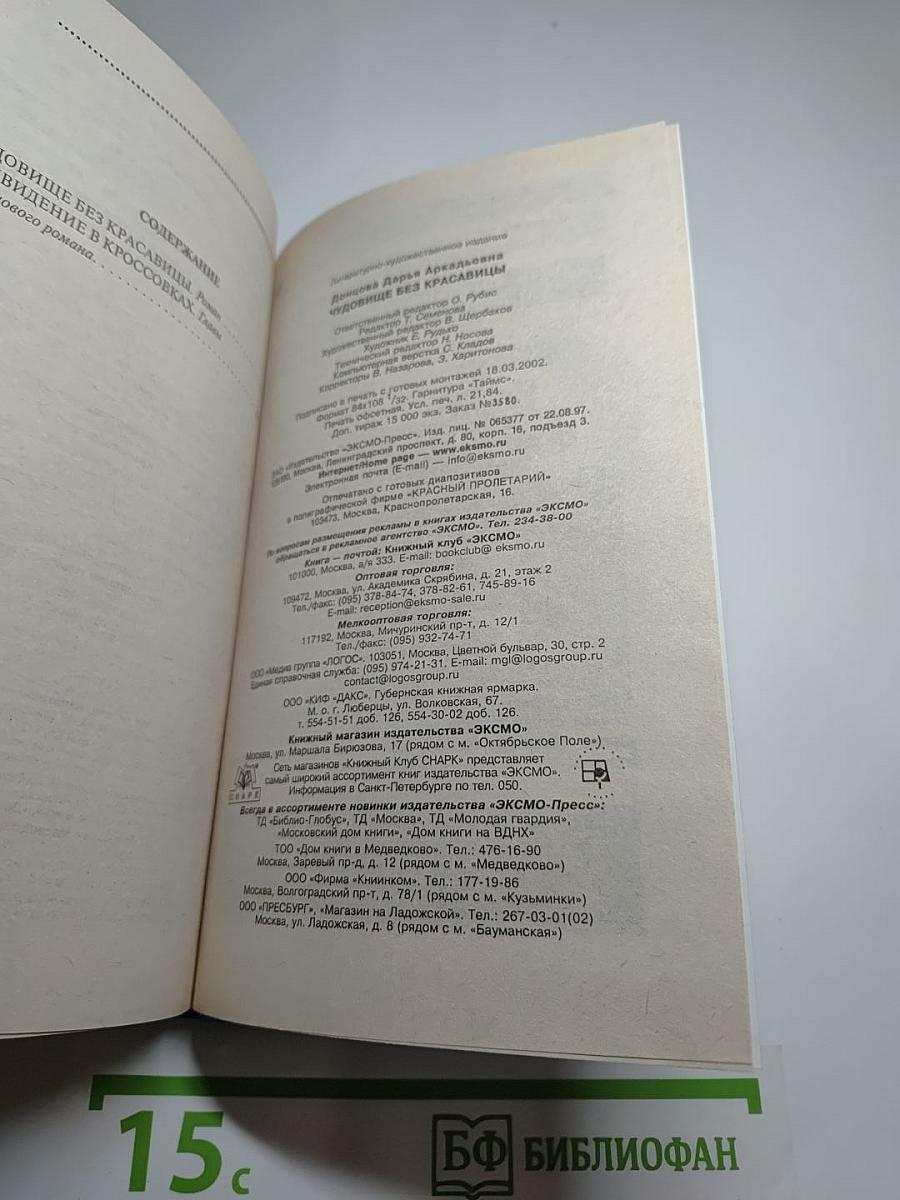 СОДЕРЖАНИЕ
ДОВИЩЕ БЕЗ КРАСАВИЦЫ. Роман
ВИДЕНИЕ В КРОССОВКАХ. Главы
нового романа.
Литературно-художественное издание
Донцова Дарья Аркадьевна
ЧУДОВИЩЕ БЕЗ КРАСАВИЦЫ
Ответственный редактор О. Рубис
Редактор Т. Семенова
Художественный редактор В. Щербаков
Художник Е. Рудько
Технический редактор Н. Носова
Компьютерная верстка С. Кладов
Корректоры В. Назарова, З. Харитонова
Подписано в печать с готовых монтажей 18.03.2002.
Формат 84x108 1/32. Гарнитура «Таймс».
Печать офсетная. Усл. печ. л. 21,84.
Доп. тираж 15 000 экз. Заказ №3580.
ЗАО «Издательство «ЭКСМО-Пресс». Изд. лиц. № 065377 от 22.08.97.
Москва, Ленинградский проспект, д. 80, корп. 16, подъезд 3.
Интернет/Home page — www.eksmo.ru
Электронная почта (E-mail) — info@eksmo.ru
Отпечатано с готовых диапозитивов
в полиграфической фирме «КРАСНЫЙ ПРОЛЕТАРИЙ»
103473, Москва, Краснопролетарская, 16.
По вопросам размещения рекламы в книгах издательства «ЭКСМО»
обращаться в рекламное агентство «ЭКСМО». Тел. 234-38-00
Книга — почтой: Книжный клуб «ЭКСМО»
101000, Москва, а/я 333. E-mail: bookclub@ eksmo.ru
Оптовая торговля:
109472, Москва, ул. Академика Скрябина, д. 21, этаж 2
Тел./факс: (095) 378-84-74, 378-82-61, 745-89-16
E-mail: reception@eksmo-sale.ru
Мелкооптовая торговля:
117192, Москва, Мичуринский пр-т, д. 12/1
Тел./факс: (095) 932-74-71
ООО «Медиа группа «ЛОГОС». 103051, Москва, Цветной бульвар, 30, стр. 2
Единая справочная служба: (095) 974-21-31. E-mail: mgl@logosgroup.ru
contact@logosgroup.ru
ООО «КИФ «ДАКС». Губернская книжная ярмарка.
М. о. г. Люберцы, ул. Волковская, 67.
т. 554-51-51 доб. 126, 554-30-02 доб. 126.
Книжный магазин издательства «ЭКСМО»
Москва, ул. Маршала Бирюзова, 17 (рядом с м. «Октябрьское Поле»)
Сеть магазинов «Книжный Клуб СНАРК» представляет
самый широкий ассортимент книг издательства «ЭКСМО».
Информация в Санкт-Петербурге по тел. 050.
СНАРК
Всегда в ассортименте новинки издательства «ЭКСМО-Пресс»:
ТД «Библио-Глобус», ТД «Москва», ТД «Молодая гвардия»,
«Московский дом книги», «Дом книги на ВДНХ»
ТОО «Дом книги в Медведково». Тел.: 476-16-90
Москва, Заревый пр-д, д. 12 (рядом с м. «Медведково»)
ООО «Фирма «Книинком». Тел.: 177-19-86
Москва, Волгоградский пр-т, д. 78/1 (рядом с м. «Кузьминки»)
ООО «ПРЕСБУРГ», «Магазин на Ладожской». Тел.: 267-03-01(02)
Москва, ул. Ладожская, д. 8 (рядом с м. «Бауманская»)
15 с
БФ БИБЛИОФАН